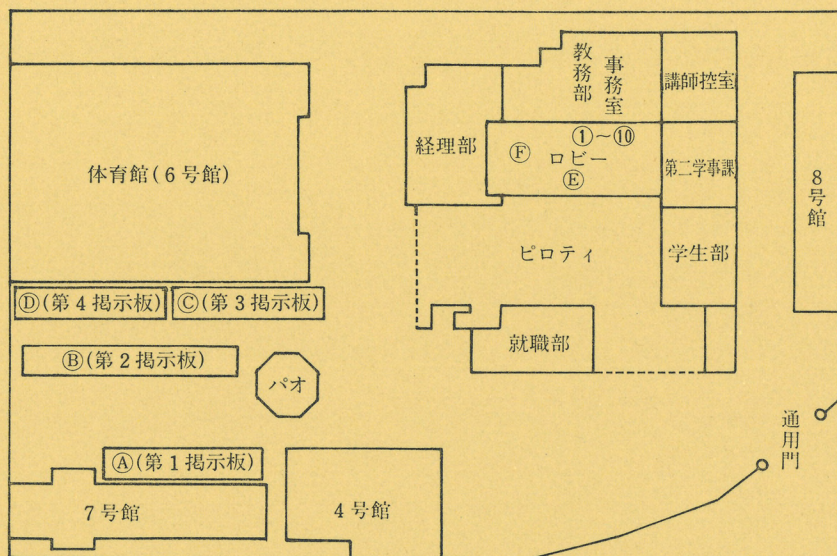 体育館(6号館)
Ⓓ(第4掲示板)
Ⓒ(第3掲示板)
Ⓑ(第2掲示板)
パオ
Ⓐ(第1掲示板)
7号館
4号館
経理部
教務部
事務室
講師控室
①〜⑩
Ⓕ
ロビー
Ⓔ
第二学事課
ピロティ
学生部
就職部
8号館
通用門